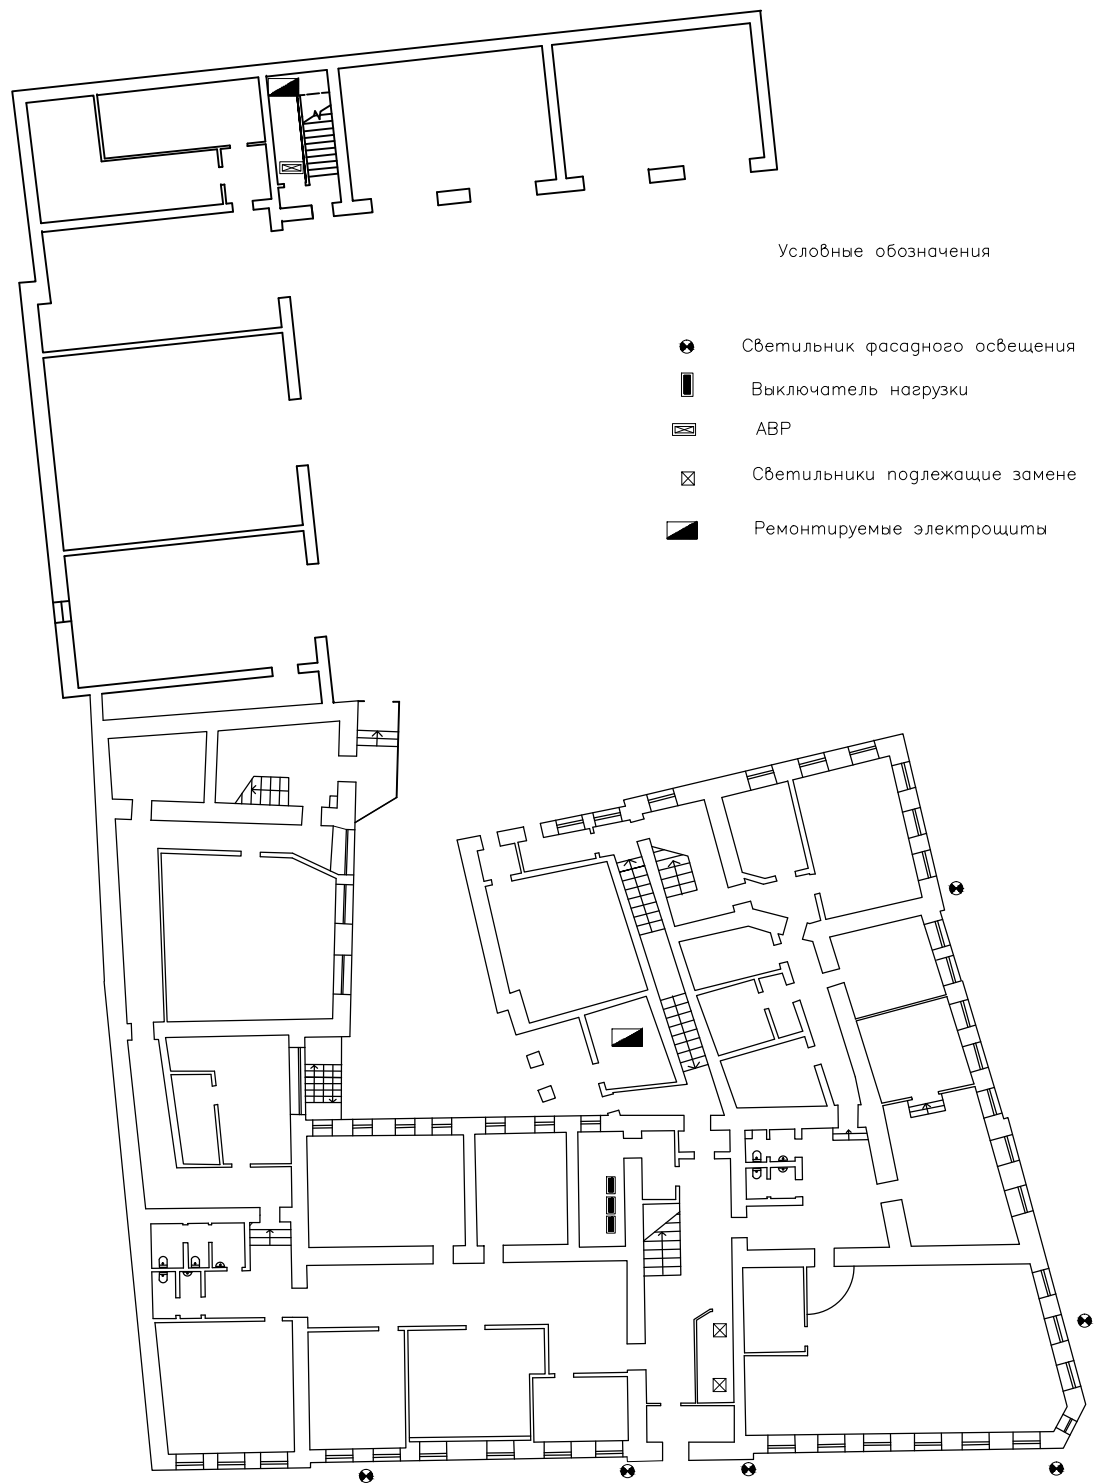 Условные обозначения
Светильник фасадного освещения
Выключатель нагрузки
АВР
Светильники подлежащие замене
Ремонтируемые электрощиты